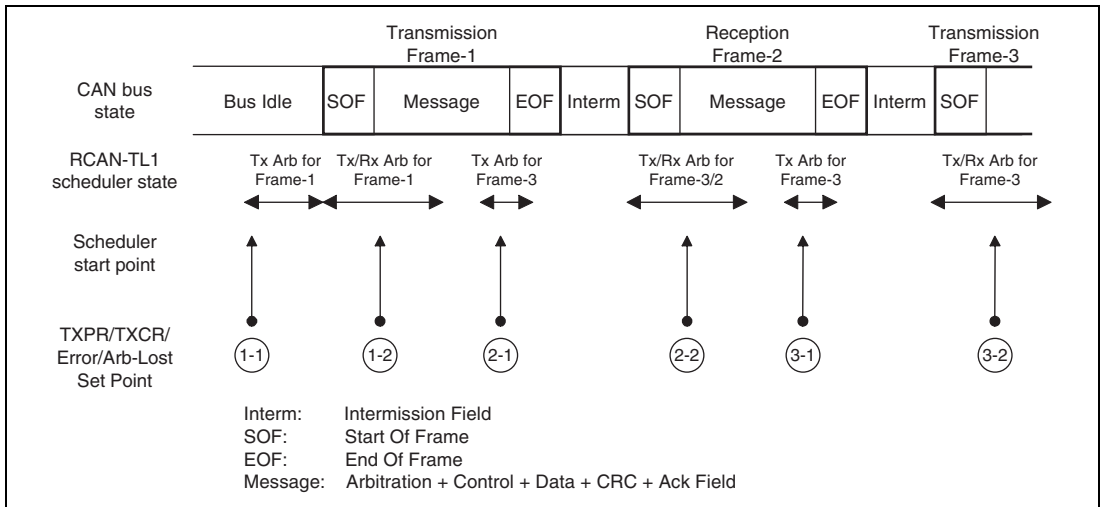 Transmission
Frame-1
Reception
Frame-2
Transmission
Frame-3
CAN bus
state
Bus Idle
SOF
Message
EOF
Interm
SOF
Message
EOF
Interm
SOF
RCAN-TL1
scheduler state
Tx Arb for
Frame-1
Tx/Rx Arb for
Frame-1
Tx Arb for
Frame-3
Tx/Rx Arb for
Frame-3/2
Tx Arb for
Frame-3
Tx/Rx Arb for
Frame-3
Scheduler
start point
TXPR/TXCR/
Error/Arb-Lost
Set Point
1-1
1-2
2-1
2-2
3-1
3-2
Interm: Intermission Field
SOF: Start Of Frame
EOF: End Of Frame
Message: Arbitration + Control + Data + CRC + Ack Field